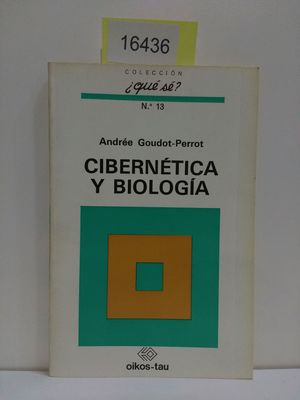 16436
COLECCIÓN
¿qué sé?
N.º 13
Andrée Goudot-Perrot
CIBERNÉTICA
Y BIOLOGÍA
oikos-tau